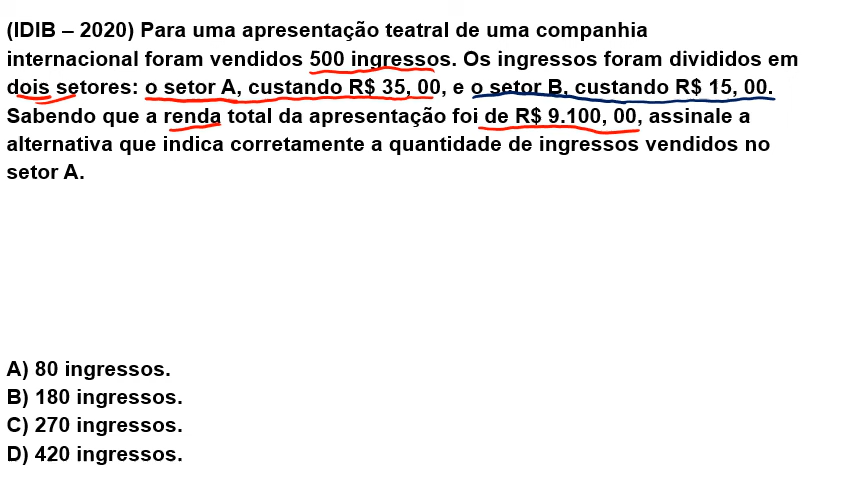 (IDIB – 2020) Para uma apresentação teatral de uma companhia
internacional foram vendidos 500 ingressos. Os ingressos foram divididos em
dois setores: o setor A, custando R$ 35, 00, e o setor B, custando R$ 15, 00.
Sabendo que a renda total da apresentação foi de R$ 9.100, 00, assinale a
alternativa que indica corretamente a quantidade de ingressos vendidos no
setor A.
A) 80 ingressos.
B) 180 ingressos.
C) 270 ingressos.
D) 420 ingressos.